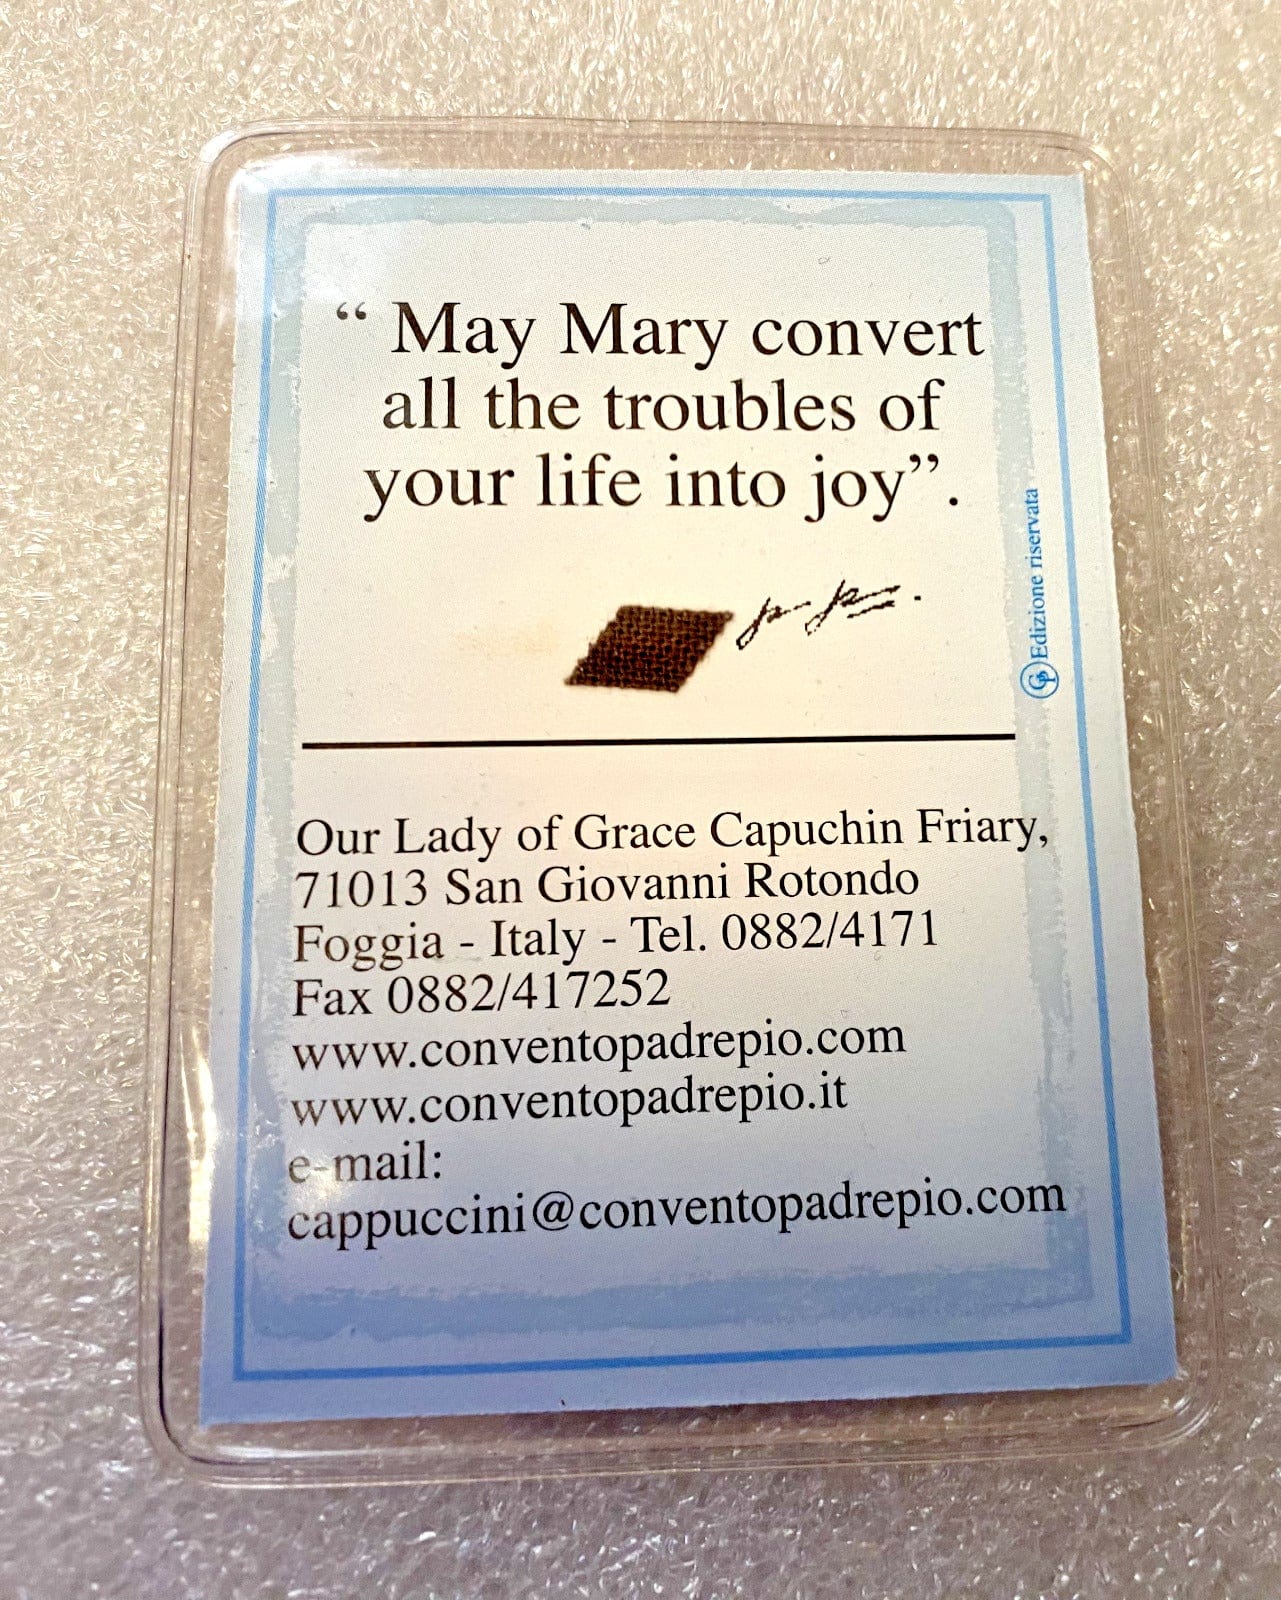 “ May Mary convert
all the troubles of
your life into joy”.
Edizione riservata
Our Lady of Grace Capuchin Friary,
71013 San Giovanni Rotondo
Foggia - Italy - Tel. 0882/4171
Fax 0882/417252
www.conventopadrepio.com
www.conventopadrepio.it
e-mail:
cappuccini@conventopadrepio.com